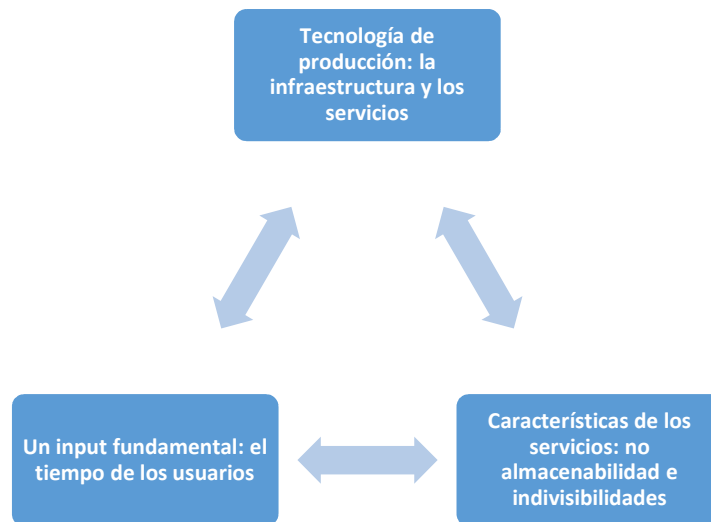 Tecnología de
producción: la
infraestructura y los
servicios
Un input fundamental: el
tiempo de los usuarios
Características de los
servicios: no
almacenabilidad e
indivisibilidades